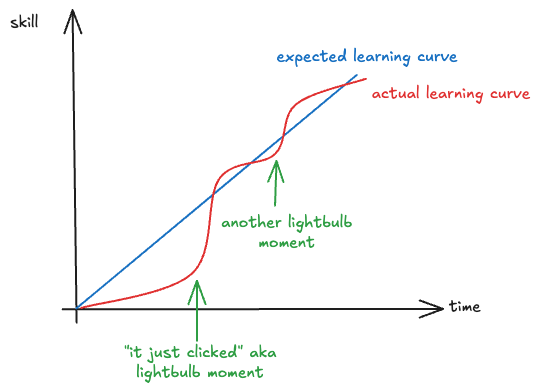 skill
expected learning curve
actual learning curve
another lightbulb
moment
time
"it just clicked" aka
lightbulb moment